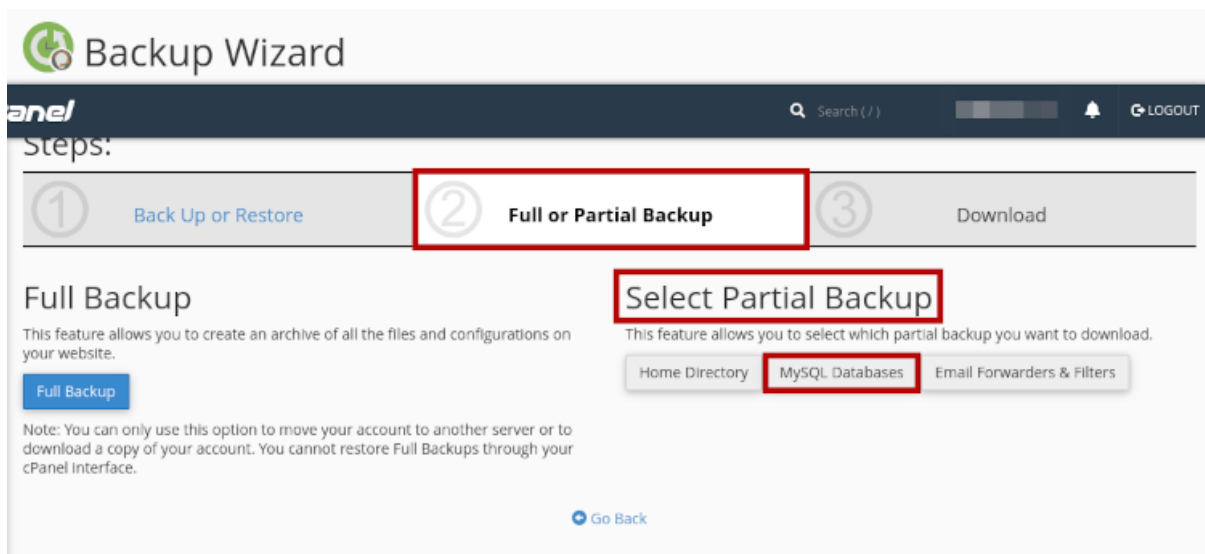 Backup Wizard
anel
Search ( / )
LOGOUT
Steps:
1 Back Up or Restore
2 Full or Partial Backup
3 Download
Full Backup
This feature allows you to create an archive of all the files and configurations on
your website.
Full Backup
Note: You can only use this option to move your account to another server or to
download a copy of your account. You cannot restore Full Backups through your
cPanel interface.
Select Partial Backup
This feature allows you to select which partial backup you want to download.
Home Directory
MySQL Databases
Email Forwarders & Filters
Go Back